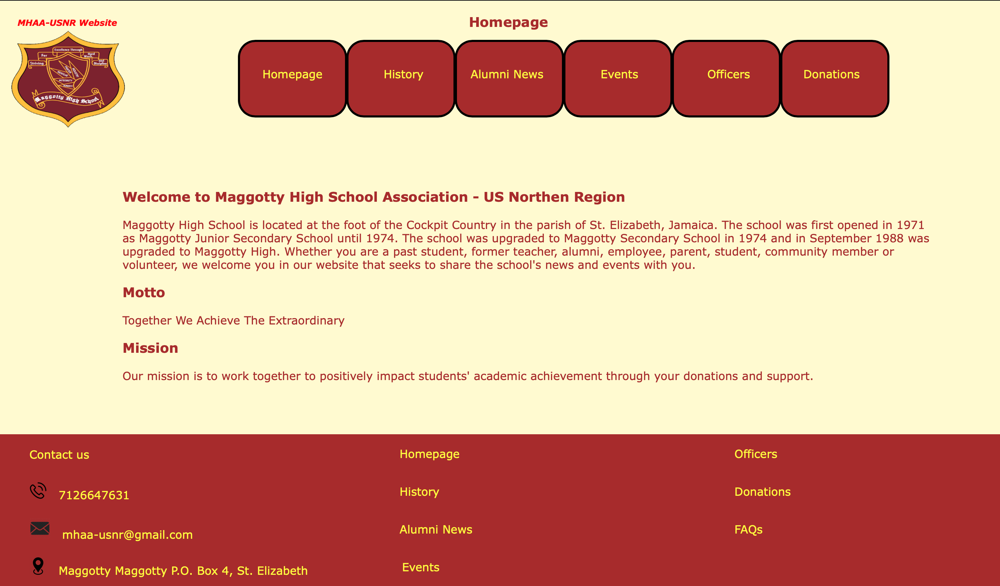 MHAA-USNR Website
Homepage
Excellence Through
For
Hard
Work.
Striving
and
Discipline
PRAYER
INDUSTRY
RESOLVE
INTEGRITY
HONESTY
Maggotty High School
Homepage
History
Alumni News
Events
Officers
Donations
Welcome to Maggotty High School Association - US Northen Region
Maggotty High School is located at the foot of the Cockpit Country in the parish of St. Elizabeth, Jamaica. The school was first opened in 1971
as Maggotty Junior Secondary School until 1974. The school was upgraded to Maggotty Secondary School in 1974 and in September 1988 was
upgraded to Maggotty High. Whether you are a past student, former teacher, alumni, employee, parent, student, community member or
volunteer, we welcome you in our website that seeks to share the school's news and events with you.
Motto
Together We Achieve The Extraordinary
Mission
Our mission is to work together to positively impact students' academic achievement through your donations and support.
Contact us
7126647631
mhaa-usnr@gmail.com
Maggotty Maggotty P.O. Box 4, St. Elizabeth
Homepage
History
Alumni News
Events
Officers
Donations
FAQs